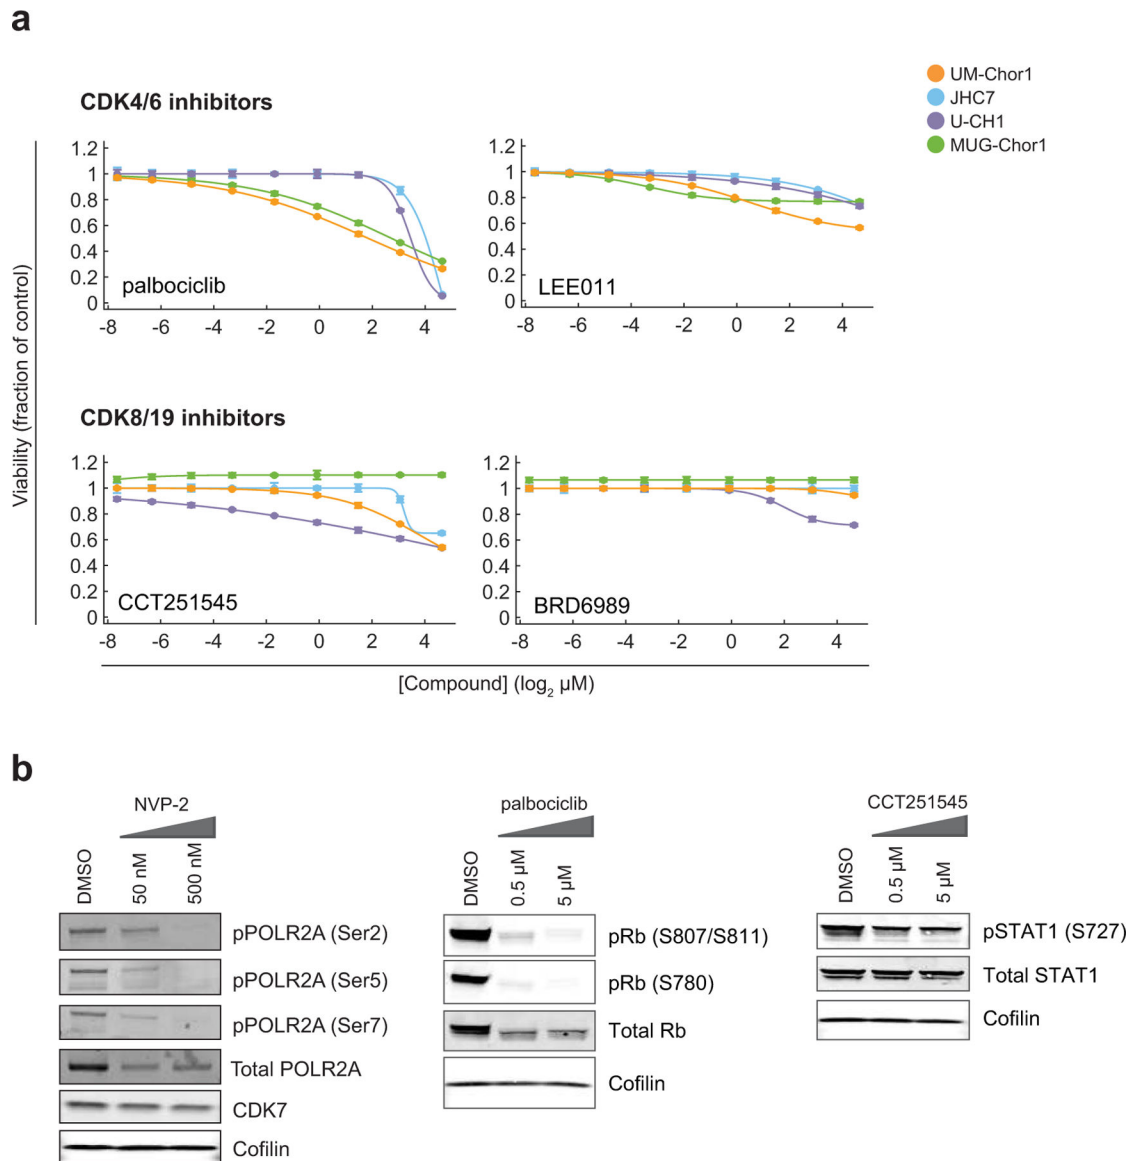 a
UM-Chor1
JHC7
U-CH1
MUG-Chor1
CDK4/6 inhibitors
Viability (fraction of control)
1.2
1
0.8
0.6
0.4
0.2
0
palbociclib
-8 -6 -4 -2 0 2 4
1.2
1
0.8
0.6
0.4
0.2
0
LEE011
-8 -6 -4 -2 0 2 4
CDK8/19 inhibitors
1.2
1
0.8
0.6
0.4
0.2
0
CCT251545
-8 -6 -4 -2 0 2 4
1.2
1
0.8
0.6
0.4
0.2
0
BRD6989
-8 -6 -4 -2 0 2 4
[Compound] (log2 µM)
b
NVP-2
DMSO
50 nM
500 nM
pPOLR2A (Ser2)
pPOLR2A (Ser5)
pPOLR2A (Ser7)
Total POLR2A
CDK7
Cofilin
palbociclib
DMSO
0.5 µM
5 µM
pRb (S807/S811)
pRb (S780)
Total Rb
Cofilin
CCT251545
DMSO
0.5 µM
5 µM
pSTAT1 (S727)
Total STAT1
Cofilin